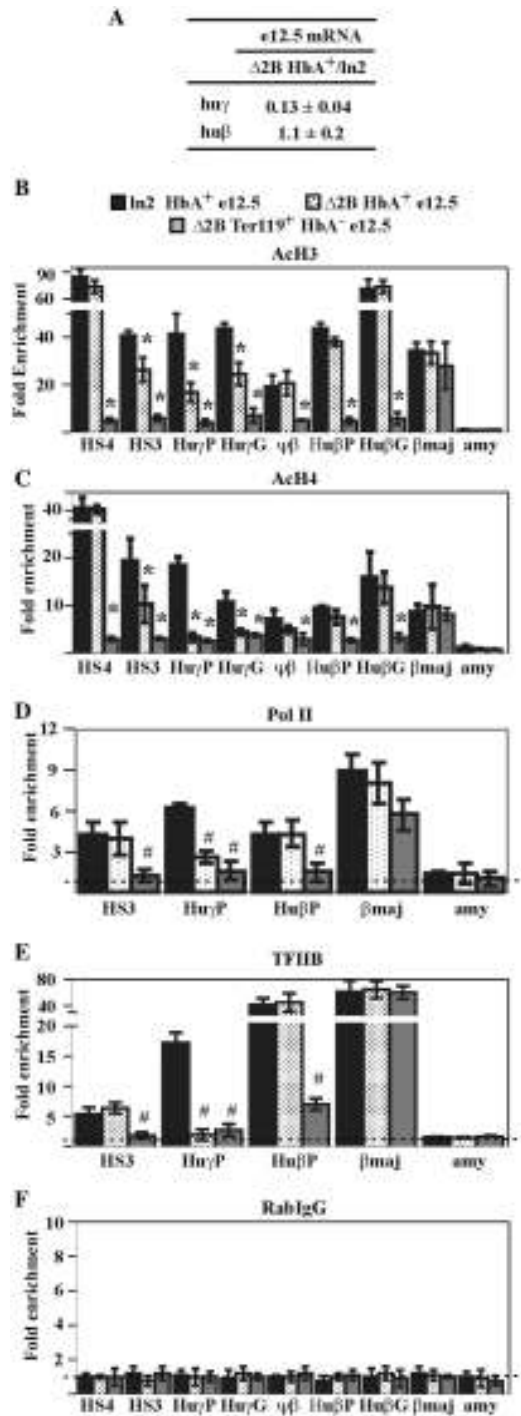 A
e12.5 mRNA
Δ2B HbA⁺/ln2
huγ 0.13 ± 0.04
huβ 1.1 ± 0.2
B
ln2 HbA⁺ e12.5 Δ2B HbA⁺ e12.5
Δ2B Ter119⁺ HbA⁻ e12.5
AcH3
Fold Enrichment
90
60
40
20
* * * * * * * * *
HS4 HS3 HuγP HuγG ψβ HuβP HuβG βmaj amy
C
AcH4
Fold enrichment
40
20
10
* * * * * * * * * *
HS4 HS3 HuγP HuγG ψβ HuβP HuβG βmaj amy
D
Pol II
Fold enrichment
12
9
6
3
# # # #
HS3 HuγP HuβP βmaj amy
E
TFIIB
Fold enrichment
80
40
20
15
10
5
# # # #
HS3 HuγP HuβP βmaj amy
F
RabIgG
Fold enrichment
10
8
6
4
2
HS4 HS3 HuγP HuγG ψβ HuβP HuβG βmaj amy